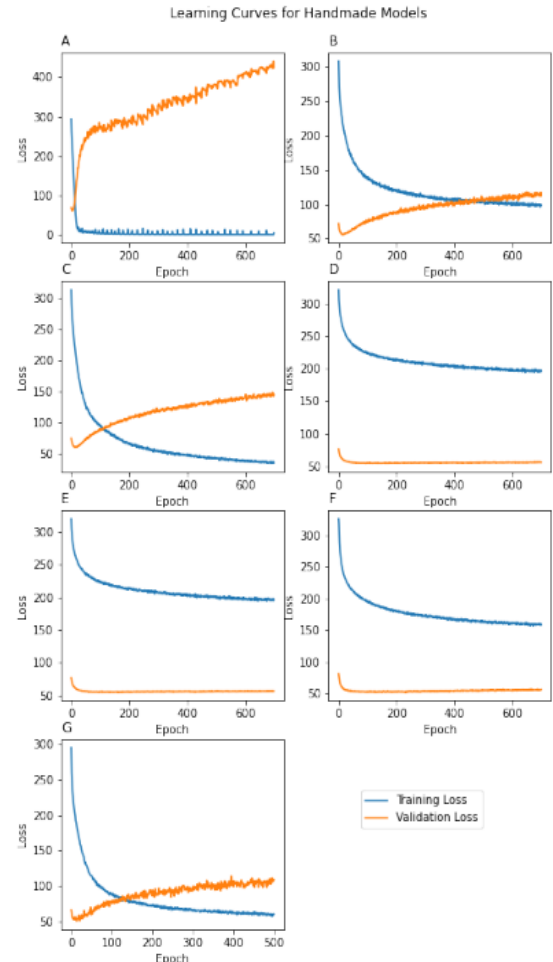 Learning Curves for Handmade Models
A
B
400
300
200
100
0
Loss
0 200 400 600
Epoch
300
250
200
150
100
50
Loss
0 200 400 600
Epoch
C
D
300
250
200
150
100
50
Loss
0 200 400 600
Epoch
300
250
200
150
100
50
Loss
0 200 400 600
Epoch
E
F
300
250
200
150
100
50
Loss
0 200 400 600
Epoch
300
250
200
150
100
50
Loss
0 200 400 600
Epoch
G
300
250
200
150
100
50
Loss
0 100 200 300 400 500
Epoch
Training Loss
Validation Loss